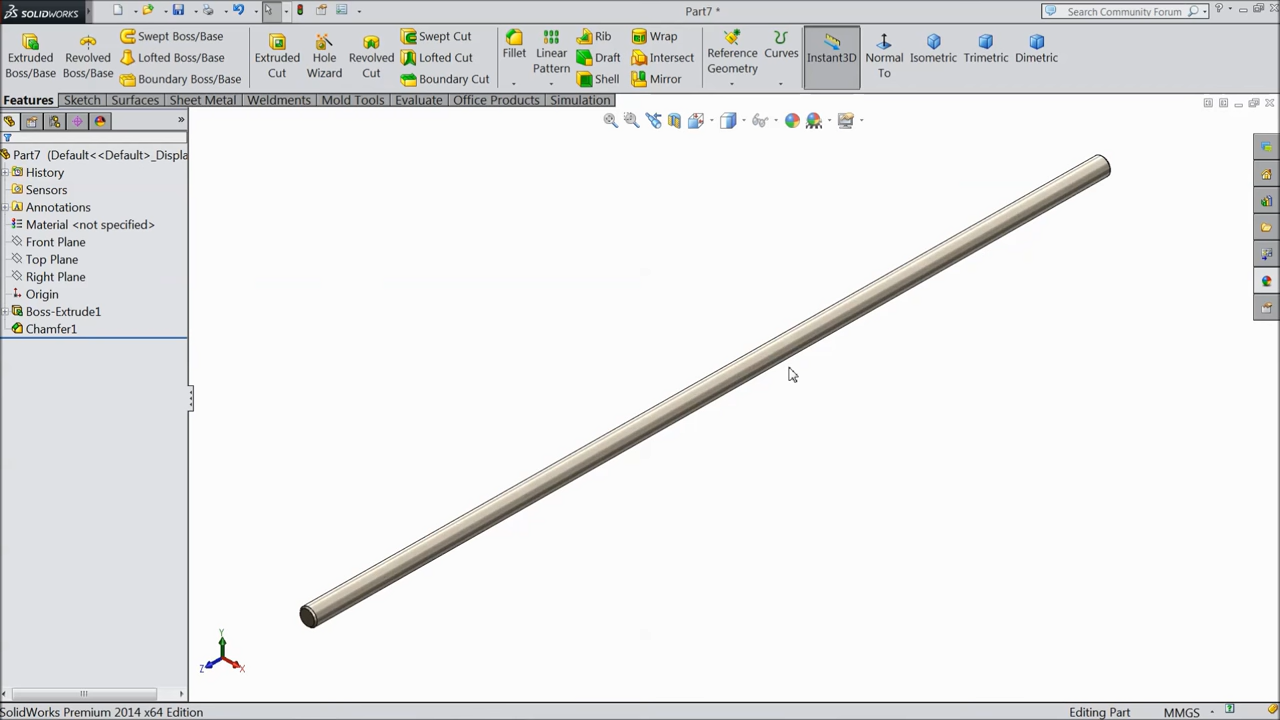 SOLIDWORKS
Part7 *
Search Community Forum
Extruded Boss/Base
Revolved Boss/Base
Swept Boss/Base
Lofted Boss/Base
Boundary Boss/Base
Extruded Cut
Hole Wizard
Revolved Cut
Swept Cut
Lofted Cut
Boundary Cut
Fillet
Linear Pattern
Rib
Draft
Shell
Wrap
Intersect
Mirror
Reference Geometry
Curves
Instant3D
Normal To
Isometric
Trimetric
Dimetric
Features
Sketch
Surfaces
Sheet Metal
Weldments
Mold Tools
Evaluate
Office Products
Simulation
Part7 (Default<<Default>_Displa
History
Sensors
Annotations
Material <not specified>
Front Plane
Top Plane
Right Plane
Origin
Boss-Extrude1
Chamfer1
Y
Z
X
SolidWorks Premium 2014 x64 Edition
Editing Part
MMGS